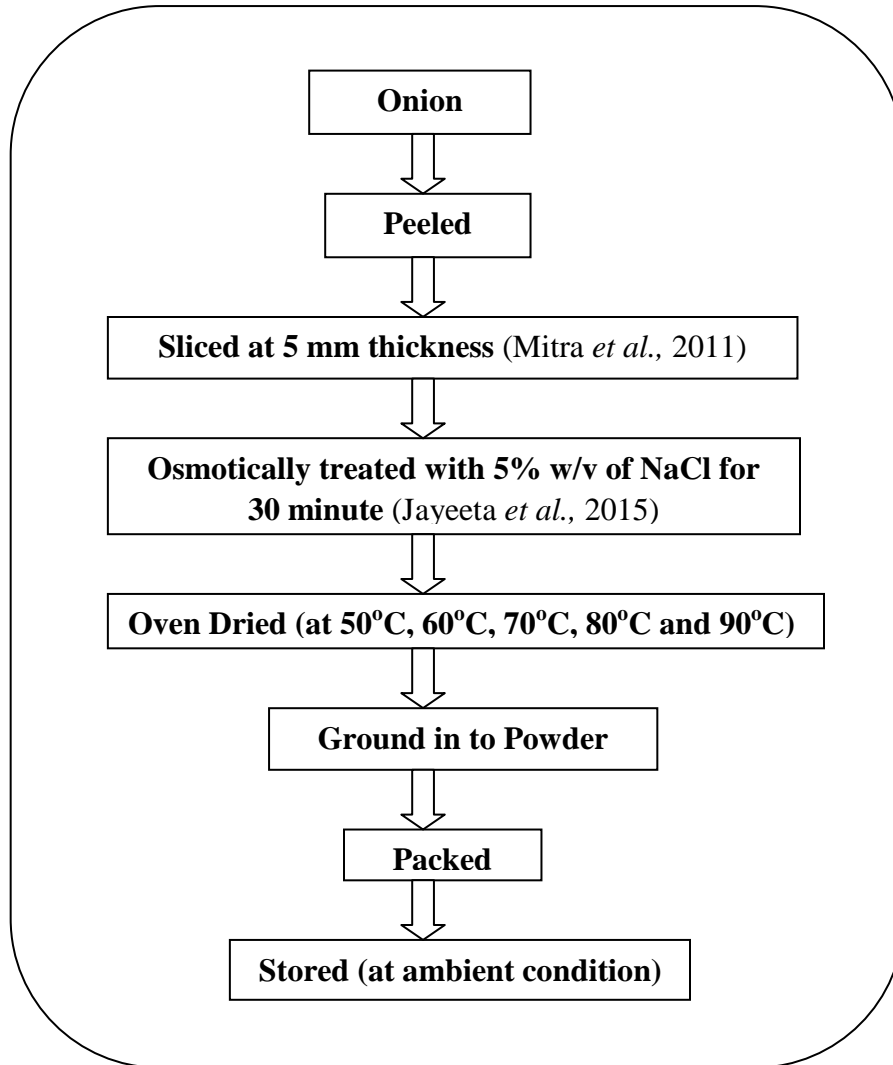 Onion
Peeled
Sliced at 5 mm thickness (Mitra et al., 2011)
Osmotically treated with 5% w/v of NaCl for
30 minute (Jayeeta et al., 2015)
Oven Dried (at 50°C, 60°C, 70°C, 80°C and 90°C)
Ground in to Powder
Packed
Stored (at ambient condition)